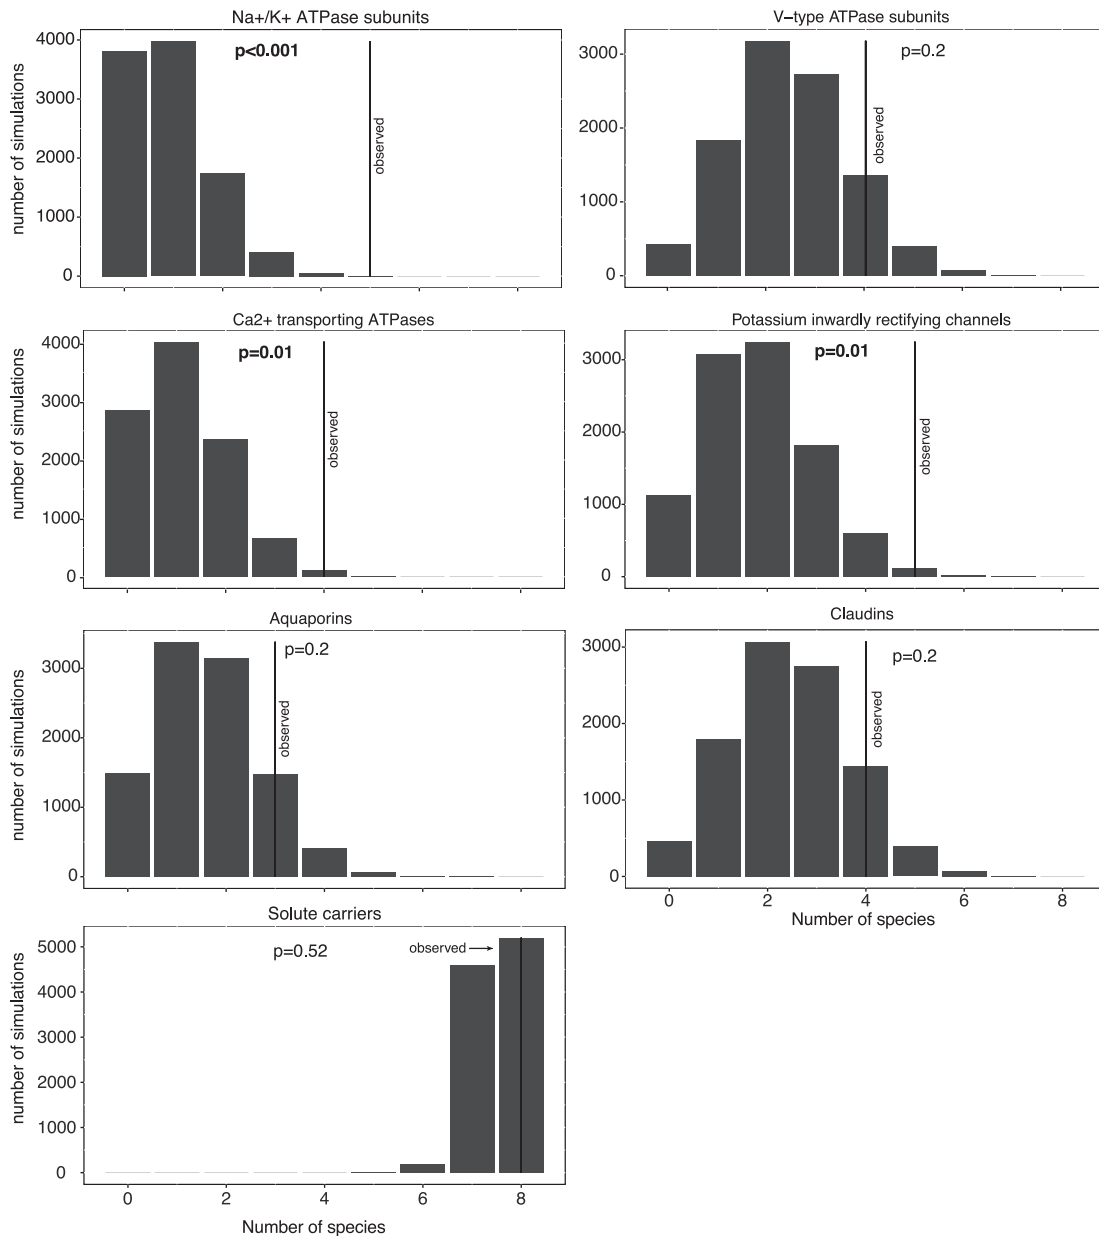 Na+/K+ ATPase subunits
number of simulations
4000
3000
2000
1000
0
p<0.001
observed
V−type ATPase subunits
3000
2000
1000
0
p=0.2
observed
Ca2+ transporting ATPases
number of simulations
4000
3000
2000
1000
0
p=0.01
observed
Potassium inwardly rectifying channels
3000
2000
1000
0
p=0.01
observed
Aquaporins
number of simulations
3000
2000
1000
0
p=0.2
observed
Claudins
3000
2000
1000
0
p=0.2
observed
0 2 4 6 8
Number of species
Solute carriers
number of simulations
5000
4000
3000
2000
1000
0
p=0.52
observed
0 2 4 6 8
Number of species